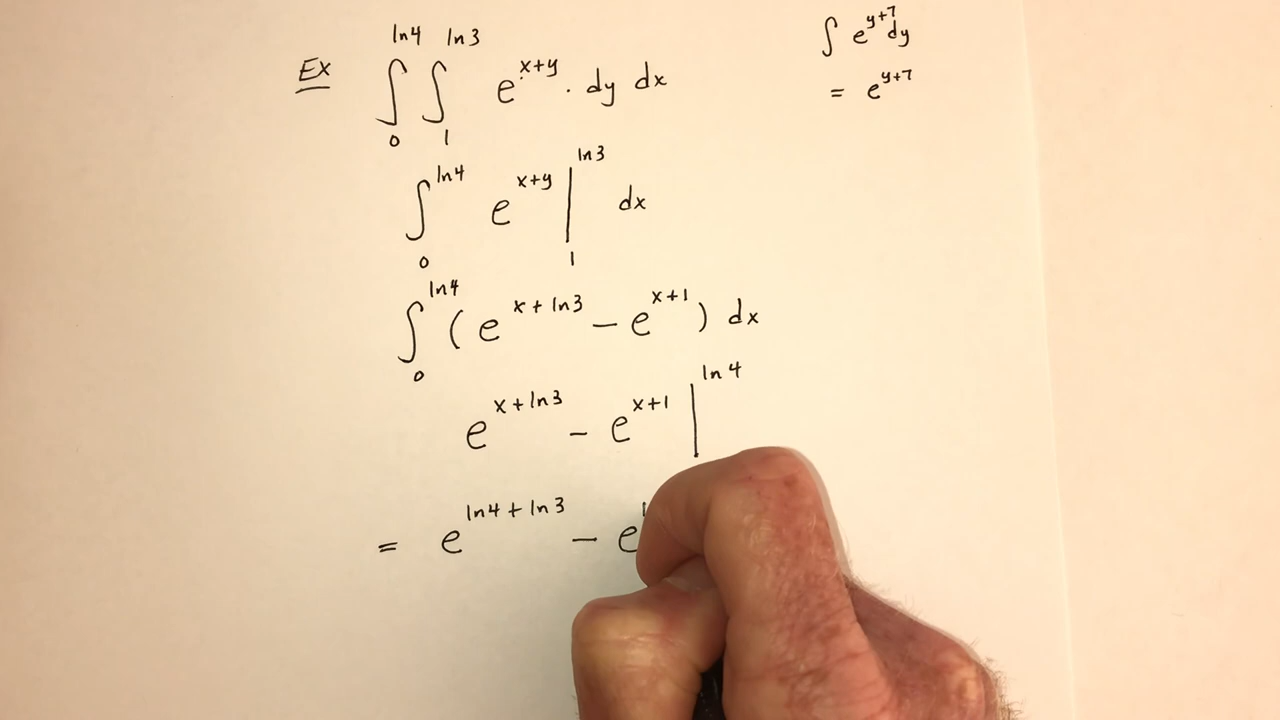 Ex ∫₀^ln4 ∫₁^ln3 e^x+y · dy dx
∫ e^y+7 dy
= e^y+7
∫₀^ln4 e^x+y |₁^ln3 dx
∫₀^ln4 ( e^x+ln3 − e^x+1 ) dx
e^x+ln3 − e^x+1 |^ln4
= e^ln4+ln3 − e